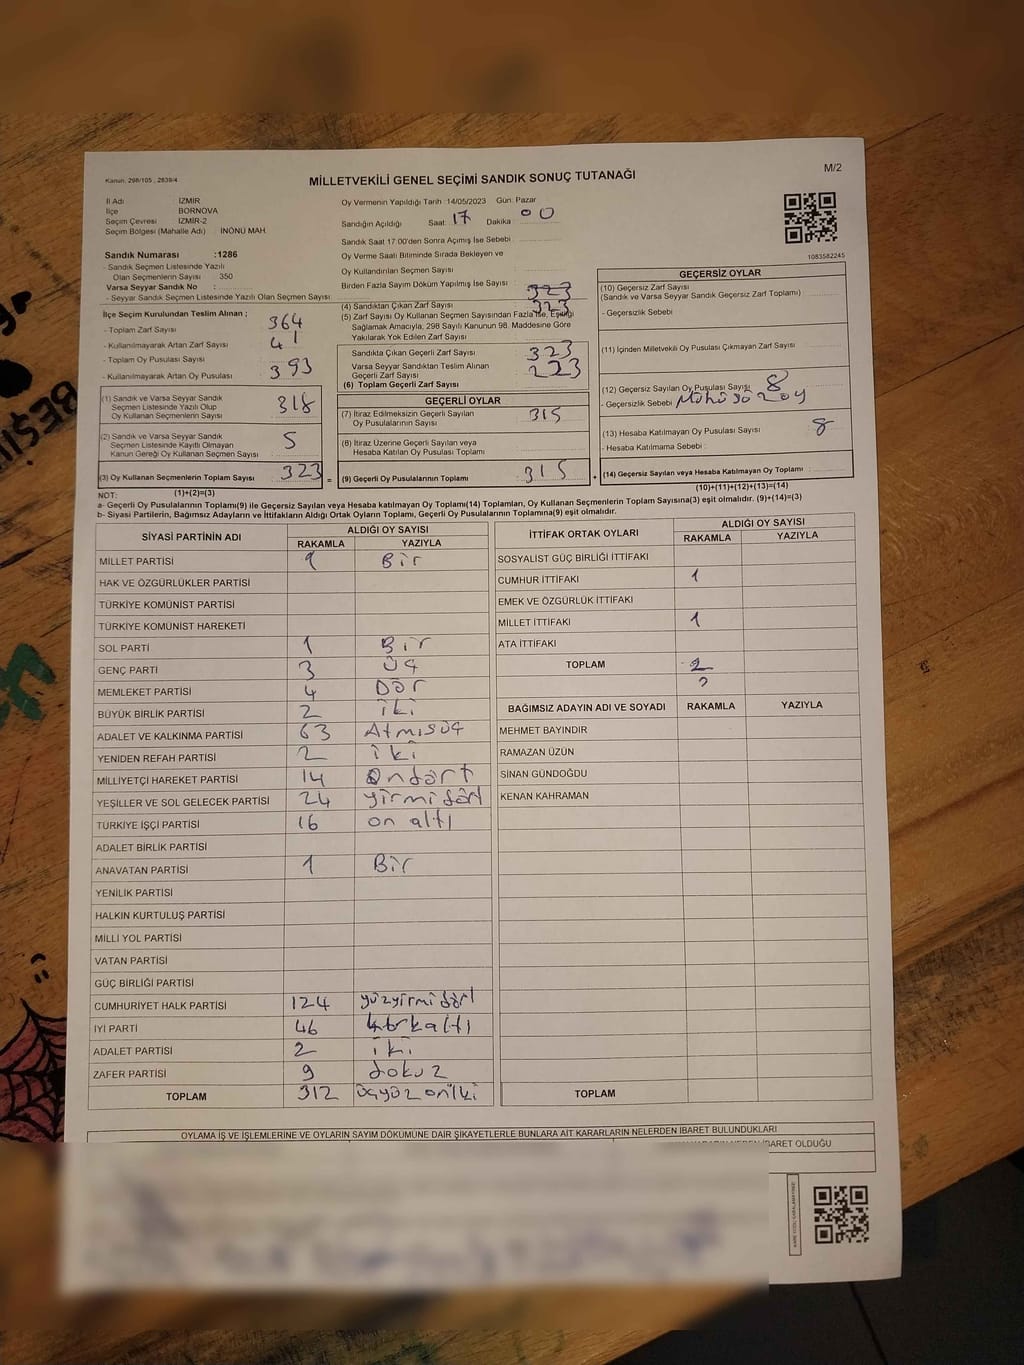 Kanun, 298/105 , 2839/4
MİLLETVEKİLİ GENEL SEÇİMİ SANDIK SONUÇ TUTANAĞI
M/2
İl Adı : İZMİR
İlçe BORNOVA
Seçim Çevresi : İZMİR-2
Seçim Bölgesi (Mahalle Adı) : İNÖNÜ MAH.
Oy Vermenin Yapıldığı Tarih :14/05/2023 Gün: Pazar
Sandığın Açıldığı Saat: 17 Dakika : 00
Sandık Saat 17.00'den Sonra Açımış İse Sebebi :
Oy Verme Saati Bitiminde Sırada Bekleyen ve
Oy Kullandırılan Seçmen Sayısı
Birden Fazla Sayım Döküm Yapılmış İse Sayısı :
1083582245
Sandık Numarası :1286
- Sandık Seçmen Listesinde Yazılı
Olan Seçmenlerin Sayısı : 350
Varsa Seyyar Sandık No :
- Seyyar Sandık Seçmen Listesinde Yazılı Olan Seçmen Sayısı:
İlçe Seçim Kurulundan Teslim Alınan ;
- Toplam Zarf Sayısı 364
- Kullanılmayarak Artan Zarf Sayısı 41
- Toplam Oy Pusulası Sayısı
- Kullanılmayarak Artan Oy Pusulası 393
(1) Sandık ve Varsa Seyyar Sandık
Seçmen Listesinde Yazılı Olup
Oy Kullanan Seçmenlerin Sayısı 318
(2) Sandık ve Varsa Seyyar Sandık
Seçmen Listesinde Kayıtlı Olmayan
Kanun Gereği Oy Kullanan Seçmen Sayısı 5
(3) Oy Kullanan Seçmenlerin Toplam Sayısı 323
323
(4) Sandıktan Çıkan Zarf Sayısı 323
(5) Zarf Sayısı Oy Kullanan Seçmen Sayısından Fazla İse, Eşitliği
Sağlamak Amacıyla, 298 Sayılı Kanunun 98. Maddesine Göre
Yakılarak Yok Edilen Zarf Sayısı
Sandıkta Çıkan Geçerli Zarf Sayısı 323
Varsa Seyyar Sandıktan Teslim Alınan
Geçerli Zarf Sayısı
(6) Toplam Geçerli Zarf Sayısı 223
GEÇERLİ OYLAR
(7) İtiraz Edilmeksizin Geçerli Sayılan
Oy Pusulalarının Sayısı: 315
(8) İtiraz Üzerine Geçerli Sayılan veya
Hesaba Katılan Oy Pusulası Toplamı
= (9) Geçerli Oy Pusulalarının Toplamı : 315 +
GEÇERSİZ OYLAR
(10) Geçersiz Zarf Sayısı
(Sandık ve Varsa Seyyar Sandık Geçersiz Zarf Toplamı) :
- Geçersizlik Sebebi :
(11) İçinden Milletvekili Oy Pusulası Çıkmayan Zarf Sayısı
(12) Geçersiz Sayılan Oy Pusulası Sayısı 8
- Geçersizlik Sebebi :
(13) Hesaba Katılmayan Oy Pusulası Sayısı 8
- Hesaba Katılmama Sebebi :
(14) Geçersiz Sayılan veya Hesaba Katılmayan Oy Toplamı :
(1)+(2)=(3)
(10)+(11)+(12)+(13)=(14)
NOT:
a- Geçerli Oy Pusulalarının Toplamı(9) ile Geçersiz Sayılan veya Hesaba katılmayan Oy Toplamı(14) Toplamları, Oy Kullanan Seçmenlerin Toplam Sayısına(3) eşit olmalıdır. (9)+(14)=(3)
b- Siyasi Partilerin, Bağımsız Adayların ve İttifakların Aldığı Ortak Oyların Toplamı, Geçerli Oy Pusulalarının Toplamına(9) eşit olmalıdır.
SİYASİ PARTİNİN ADI ALDIĞI OY SAYISI
RAKAMLA YAZIYLA
MİLLET PARTİSİ 1 Bir
HAK VE ÖZGÜRLÜKLER PARTİSİ
TÜRKİYE KOMÜNİST PARTİSİ
TÜRKİYE KOMÜNİST HAREKETİ
SOL PARTİ 1 Bir
GENÇ PARTİ 3 üç
MEMLEKET PARTİSİ 4 Dör
BÜYÜK BİRLİK PARTİSİ 2 iki
ADALET VE KALKINMA PARTİSİ 63 Atmısüç
YENİDEN REFAH PARTİSİ 2 iki
MİLLİYETÇİ HAREKET PARTİSİ 14 Ondört
YEŞİLLER VE SOL GELECEK PARTİSİ 24 yirmidört
TÜRKİYE İŞÇİ PARTİSİ 16 on altı
ADALET BİRLİK PARTİSİ
ANAVATAN PARTİSİ 1 Bir
YENİLİK PARTİSİ
HALKIN KURTULUŞ PARTİSİ
MİLLİ YOL PARTİSİ
VATAN PARTİSİ
GÜÇ BİRLİĞİ PARTİSİ
CUMHURİYET HALK PARTİSİ 124 yüzyirmidört
İYİ PARTİ 46 kırkaltı
ADALET PARTİSİ 2 iki
ZAFER PARTİSİ 9 dokuz
TOPLAM 312 üçyüz oniki
İTTİFAK ORTAK OYLARI ALDIĞI OY SAYISI
RAKAMLA YAZIYLA
SOSYALİST GÜÇ BİRLİĞİ İTTİFAKI
CUMHUR İTTİFAKI 1
EMEK VE ÖZGÜRLÜK İTTİFAKI
MİLLET İTTİFAKI 1
ATA İTTİFAKI
TOPLAM 2
2
BAĞIMSIZ ADAYIN ADI VE SOYADI RAKAMLA YAZIYLA
MEHMET BAYINDIR
RAMAZAN ÜZÜN
SİNAN GÜNDOĞDU
KENAN KAHRAMAN
TOPLAM
OYLAMA İŞ VE İŞLEMLERİNE VE OYLARIN SAYIM DÖKÜMÜNE DAİR ŞİKAYETLERLE BUNLARA AİT KARARLARIN NELERDEN İBARET BULUNDUKLARI
İBARET OLDUĞU